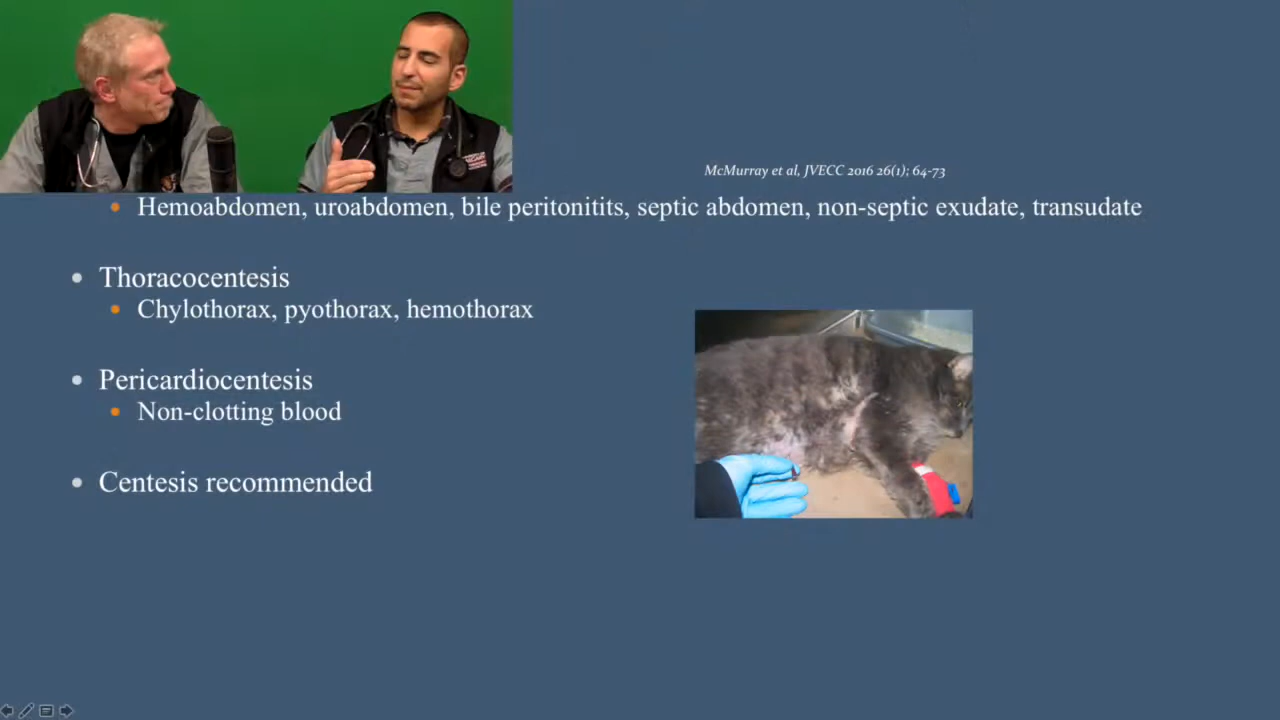 McMurray et al, JVECC 2016 26(1); 64-73
Hemoabdomen, uroabdomen, bile peritonitits, septic abdomen, non-septic exudate, transudate
Thoracocentesis
Chylothorax, pyothorax, hemothorax
Pericardiocentesis
Non-clotting blood
Centesis recommended